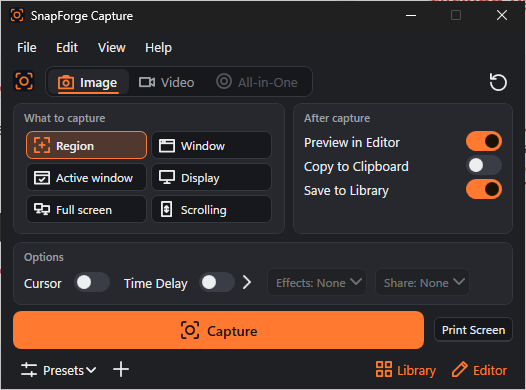 SnapForge Capture
File Edit View Help
Image Video All-in-One
What to capture
Region Window
Active window Display
Full screen Scrolling
After capture
Preview in Editor
Copy to Clipboard
Save to Library
Options
Cursor Time Delay Effects: None Share: None
Capture Print Screen
Presets Library Editor